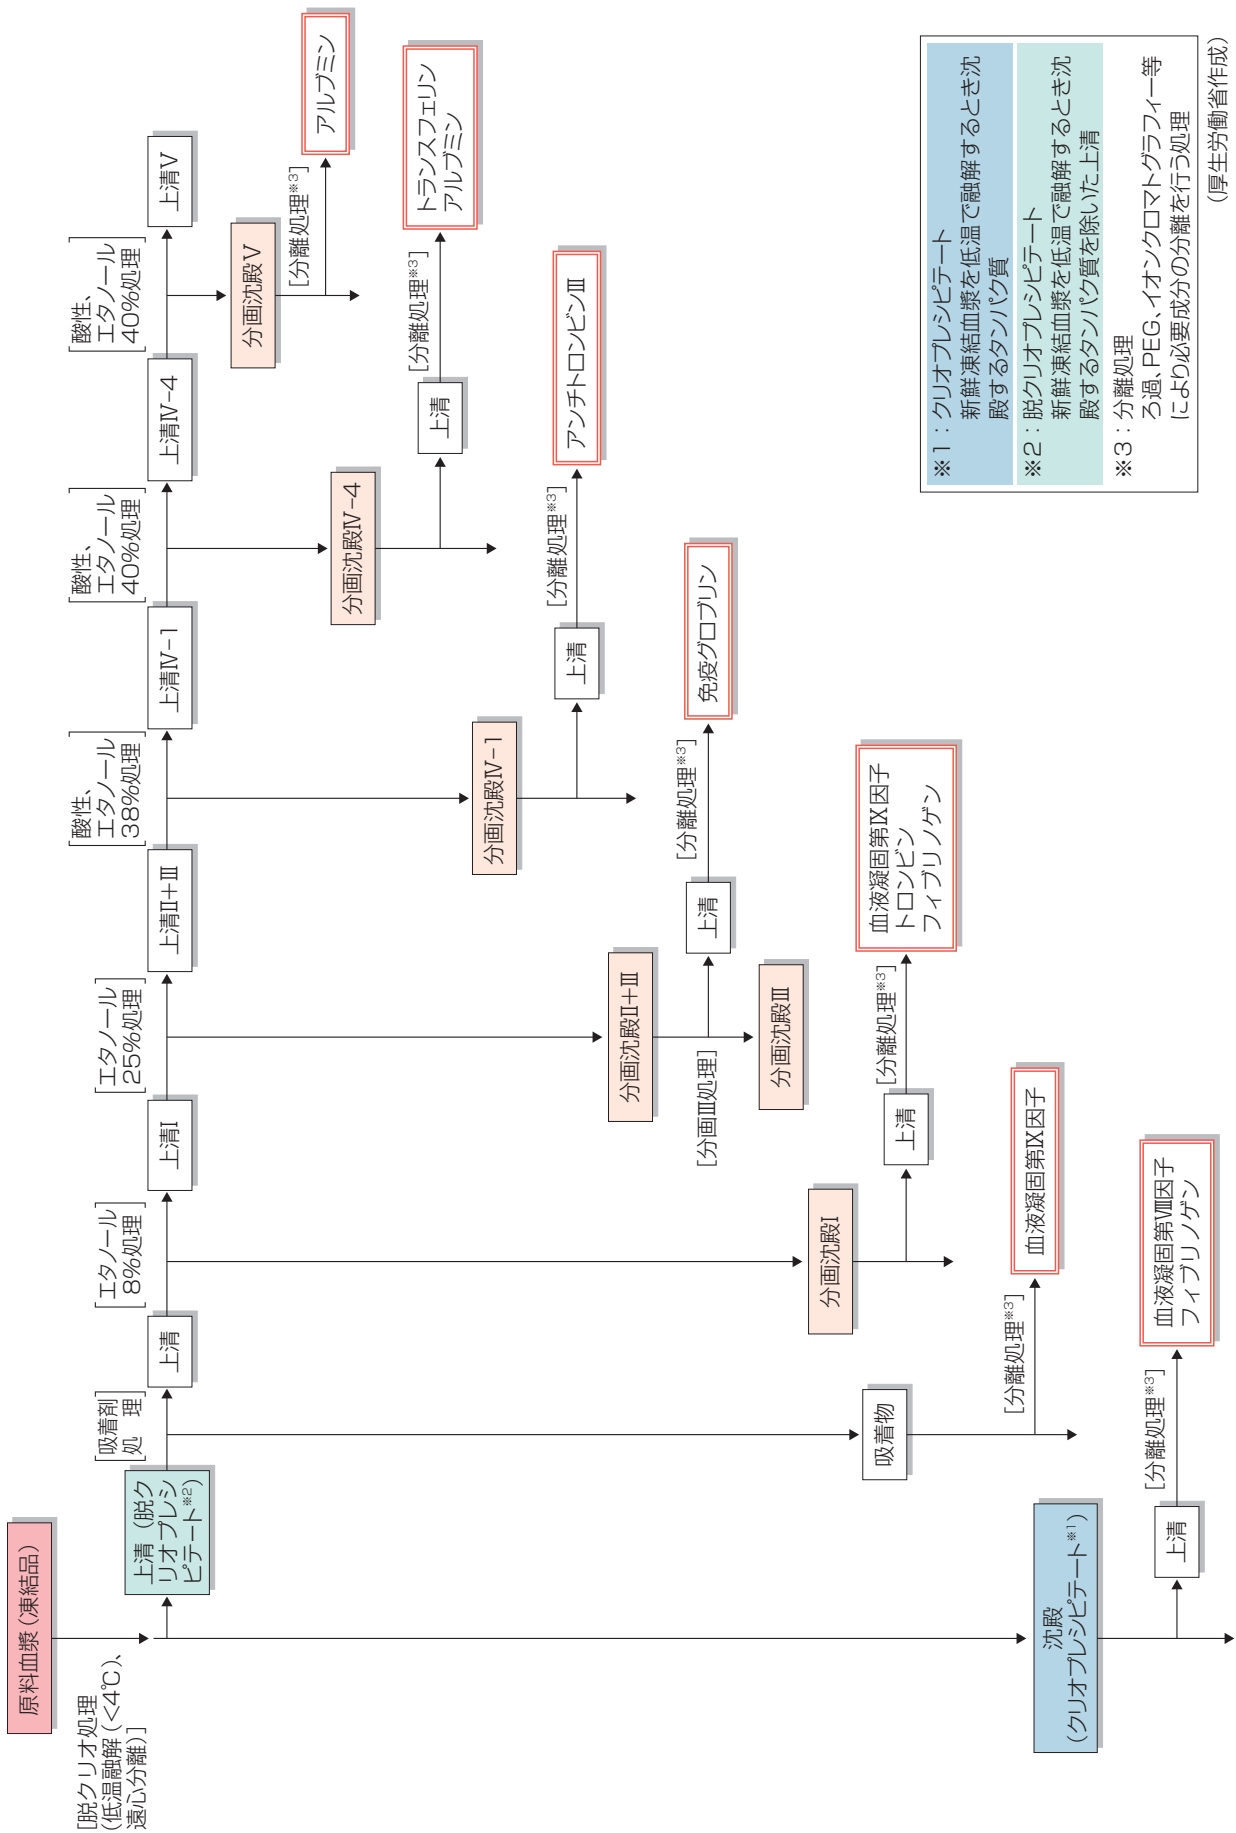 原料血漿（凍結品）
[脱クリオ処理
（低温融解（<4℃）、
遠心分離）]
上清（脱ク
リオプレシ
ピテート※2）
[吸着剤
処　理]
上清
[エタノール
8%処理]
上清Ⅰ
[エタノール
25%処理]
上清Ⅱ+Ⅲ
[酸性、
エタノール
38%処理]
上清Ⅳ-1
[酸性、
エタノール
40%処理]
上清Ⅳ-4
[酸性、
エタノール
40%処理]
上清Ⅴ
分画沈殿Ⅴ
[分離処理※3]
アルブミン
分画沈殿Ⅳ-4
上清
[分離処理※3]
トランスフェリン
アルブミン
分画沈殿Ⅳ-1
上清
[分離処理※3]
アンチトロンビンⅢ
分画沈殿Ⅱ+Ⅲ
[分画Ⅲ処理]
上清
[分離処理※3]
免疫グロブリン
分画沈殿Ⅲ
分画沈殿Ⅰ
上清
[分離処理※3]
血液凝固第Ⅸ因子
トロンビン
フィブリノゲン
吸着物
[分離処理※3]
血液凝固第Ⅸ因子
沈殿
（クリオプレシピテート※1）
上清
[分離処理※3]
血液凝固第Ⅷ因子
フィブリノゲン
※1：クリオプレシピテート
新鮮凍結血漿を低温で融解するとき沈
殿するタンパク質
※2：脱クリオプレシピテート
新鮮凍結血漿を低温で融解するとき沈
殿するタンパク質を除いた上清
※3：分離処理
ろ過、PEG、イオンクロマトグラフィー等
により必要成分の分離を行う処理
（厚生労働省作成）